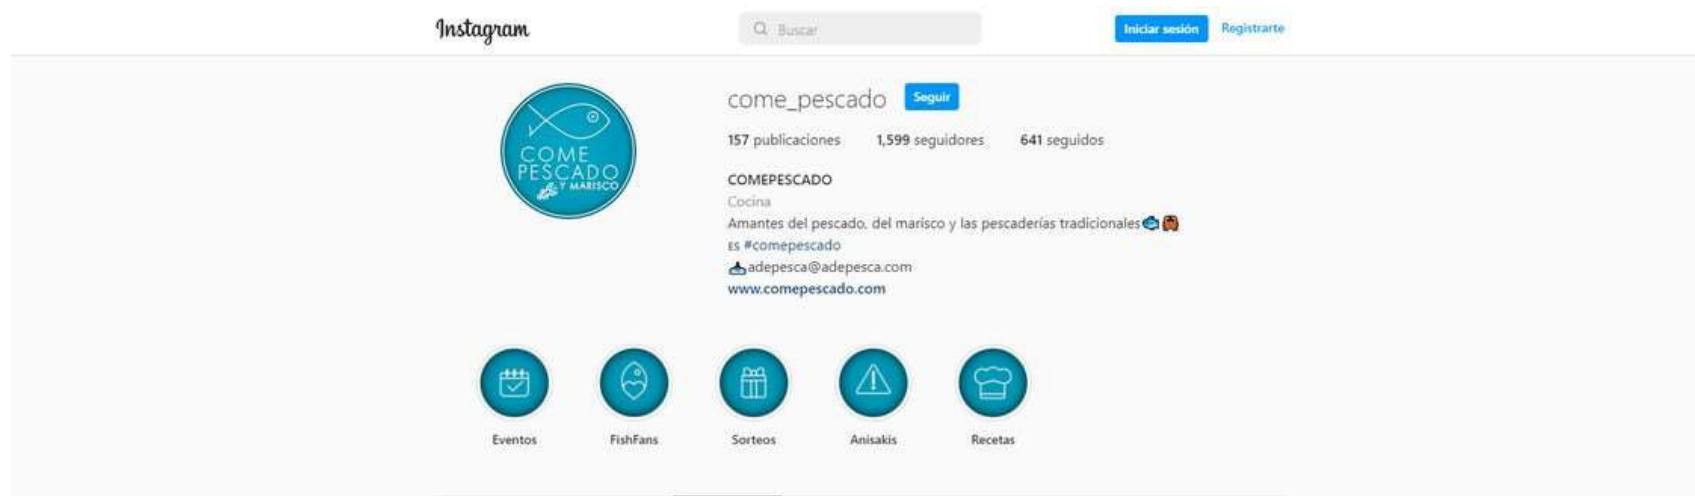 Instagram
Buscar
Iniciar sesión
Registrarte
COME
PESCADO
Y MARISCO
come_pescado
Seguir
157 publicaciones 1,599 seguidores 641 seguidos
COMEPESCADO
Cocina
Amantes del pescado, del marisco y las pescaderías tradicionales
ES #comepescado
adepesca@adepesca.com
www.comepescado.com
Eventos
FishFans
Sorteos
Anisakis
Recetas